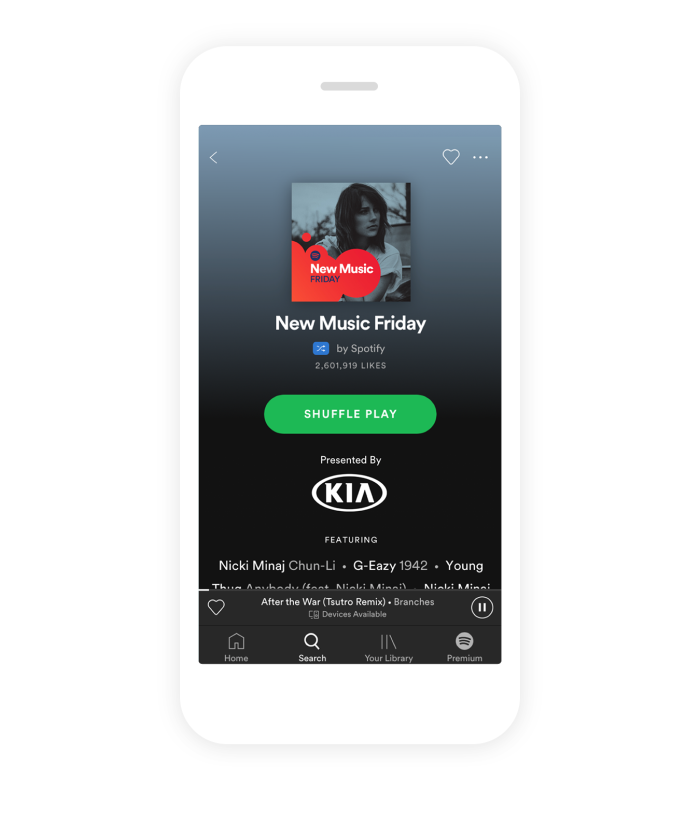 New Music
FRIDAY
New Music Friday
by Spotify
2,601,919 LIKES
SHUFFLE PLAY
Presented By
KIA
FEATURING
Nicki Minaj Chun-Li • G-Eazy 1942 • Young
Thug Anybody (feat. Nicki Minaj) • Nicki Minaj
After the War (Tsutro Remix) • Branches
Devices Available
Home Search Your Library Premium